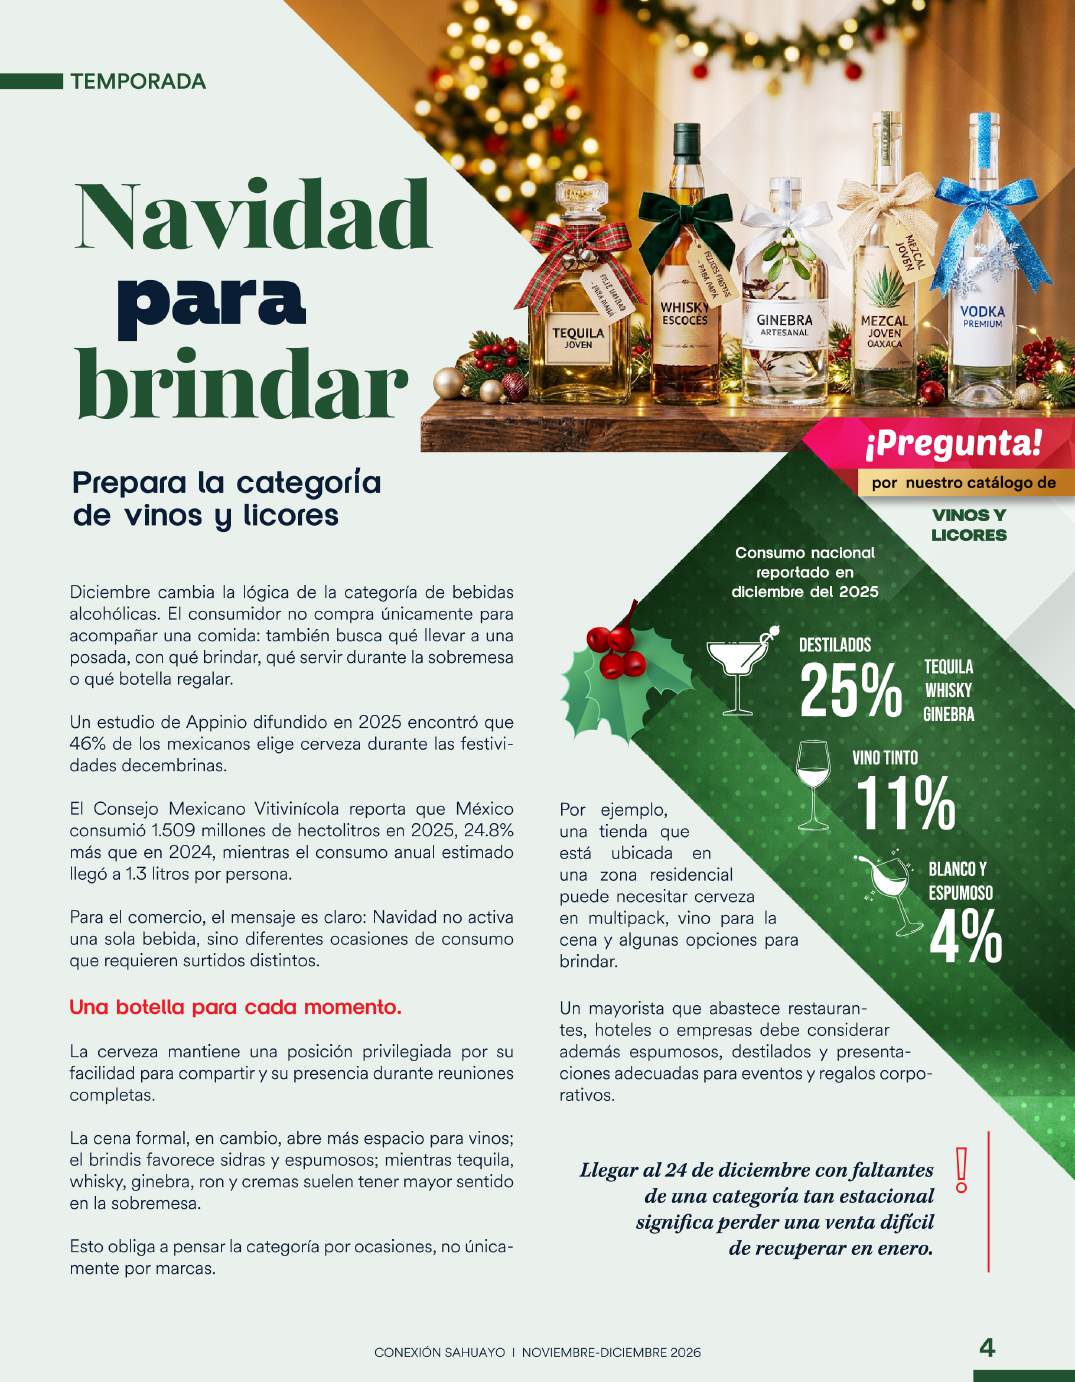 TEMPORADA
Navidad
para
brindar
Prepara la categoría
de vinos y licores
TEQUILA
JOVEN
WHISKY
ESCOCÉS
GINEBRA
ARTESANAL
MEZCAL
JOVEN
OAXACA
MEZCAL
JOVEN
VODKA
PREMIUM
¡Pregunta!
por nuestro catálogo de
VINOS Y
LICORES
Diciembre cambia la lógica de la categoría de bebidas
alcohólicas. El consumidor no compra únicamente para
acompañar una comida: también busca qué llevar a una
posada, con qué brindar, qué servir durante la sobremesa
o qué botella regalar.
Un estudio de Appinio difundido en 2025 encontró que
46% de los mexicanos elige cerveza durante las festivi-
dades decembrinas.
El Consejo Mexicano Vitivinícola reporta que México
consumió 1.509 millones de hectolitros en 2025, 24.8%
más que en 2024, mientras el consumo anual estimado
llegó a 1.3 litros por persona.
Para el comercio, el mensaje es claro: Navidad no activa
una sola bebida, sino diferentes ocasiones de consumo
que requieren surtidos distintos.
Una botella para cada momento.
La cerveza mantiene una posición privilegiada por su
facilidad para compartir y su presencia durante reuniones
completas.
La cena formal, en cambio, abre más espacio para vinos;
el brindis favorece sidras y espumosos; mientras tequila,
whisky, ginebra, ron y cremas suelen tener mayor sentido
en la sobremesa.
Esto obliga a pensar la categoría por ocasiones, no única-
mente por marcas.
Consumo nacional
reportado en
diciembre del 2025
DESTILADOS
25%
TEQUILA
WHISKY
GINEBRA
VINO TINTO
11%
BLANCO Y
ESPUMOSO
4%
Por ejemplo,
una tienda que
está ubicada en
una zona residencial
puede necesitar cerveza
en multipack, vino para la
cena y algunas opciones para
brindar.
Un mayorista que abastece restauran-
tes, hoteles o empresas debe considerar
además espumosos, destilados y presenta-
ciones adecuadas para eventos y regalos corpo-
rativos.
Llegar al 24 de diciembre con faltantes
de una categoría tan estacional
significa perder una venta difícil
de recuperar en enero.
!
CONEXIÓN SAHUAYO I NOVIEMBRE-DICIEMBRE 2026
4